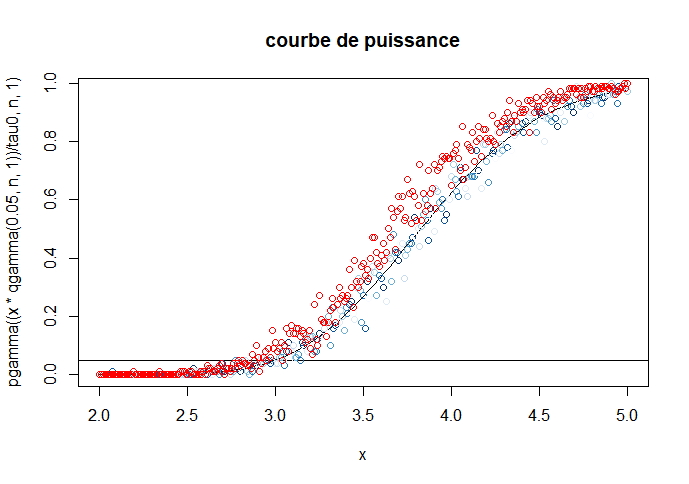 courbe de puissance
pgamma((x * qgamma(0.05, n, 1))/tau0, n, 1)
1.0
0.8
0.6
0.4
0.2
0.0
2.0 2.5 3.0 3.5 4.0 4.5 5.0
x